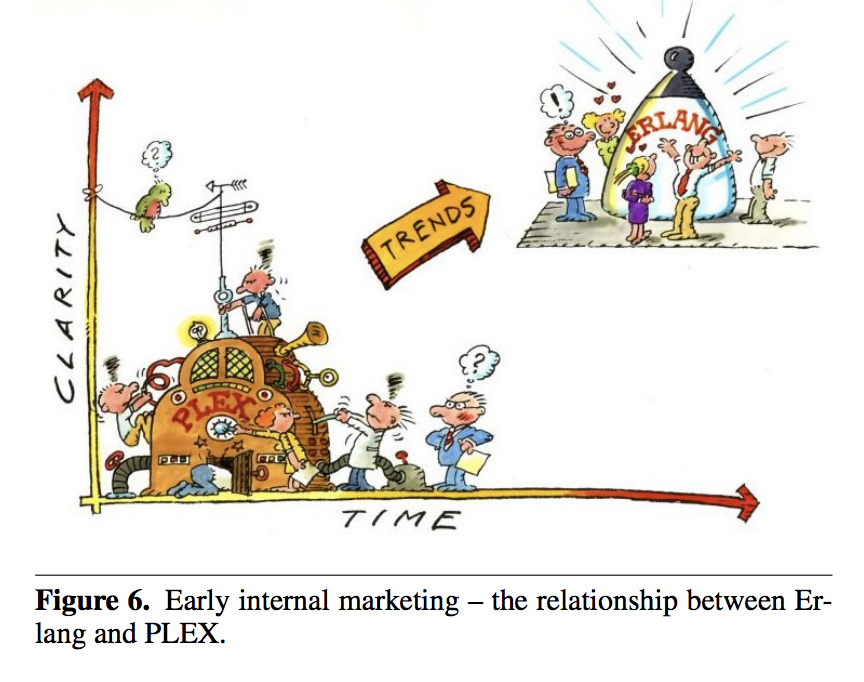 CLARITY
?
!
ERLANG
TRENDS
PLEX
?
TIME
Figure 6. Early internal marketing – the relationship between Er-
lang and PLEX.